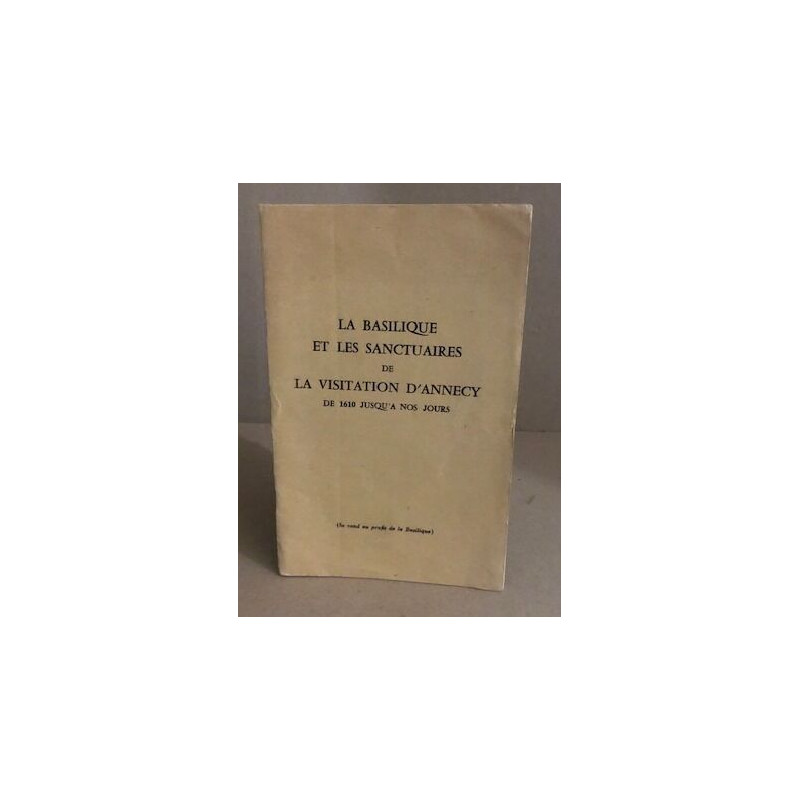 LA BASILIQUE
ET LES SANCTUAIRES
DE
LA VISITATION D'ANNECY
DE 1610 JUSQU'A NOS JOURS
(Se vend au profit de la Basilique)